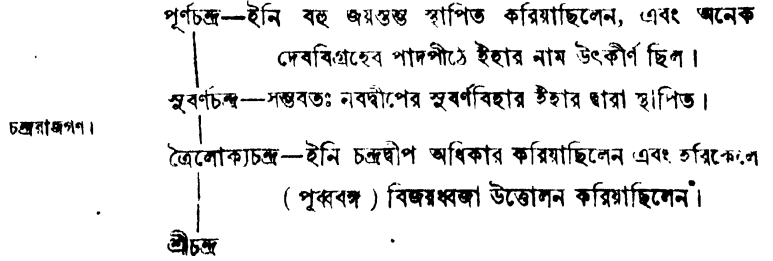 পূর্ণচন্দ্র—ইনি বহু জয়স্তম্ভ স্থাপিত করিয়াছিলেন, এবং অনেক
দেববিগ্রহের পাদপীঠে ইহার নাম উৎকীর্ণ ছিল।
সুবর্ণচন্দ্র—সম্ভবতঃ নবদ্বীপের সুবর্ণবিহার ইঁহার দ্বারা স্থাপিত।
চন্দ্ররাজগণ।
ত্রৈলোক্যচন্দ্র—ইনি চন্দ্রদ্বীপ অধিকার করিয়াছিলেন এবং হরিকেলে
( পূর্ব্ববঙ্গ ) বিজয়ধ্বজা উত্তোলন করিয়াছিলেন।
শ্রীচন্দ্র